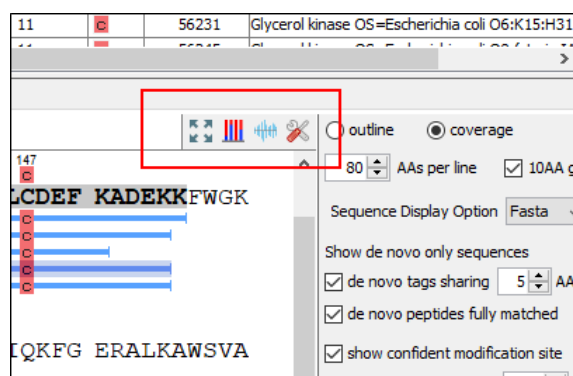 11 c 56231 Glycerol kinase OS=Escherichia coli O6:K15:H31
outline coverage
147
c
80 AAs per line 10AA g
LCDEF KADEKKFWGK
c
Sequence Display Option Fasta
c
c
Show de novo only sequences
c
de novo tags sharing 5 AA
c
de novo peptides fully matched
IQKFG ERALKAWSVA
show confident modification site